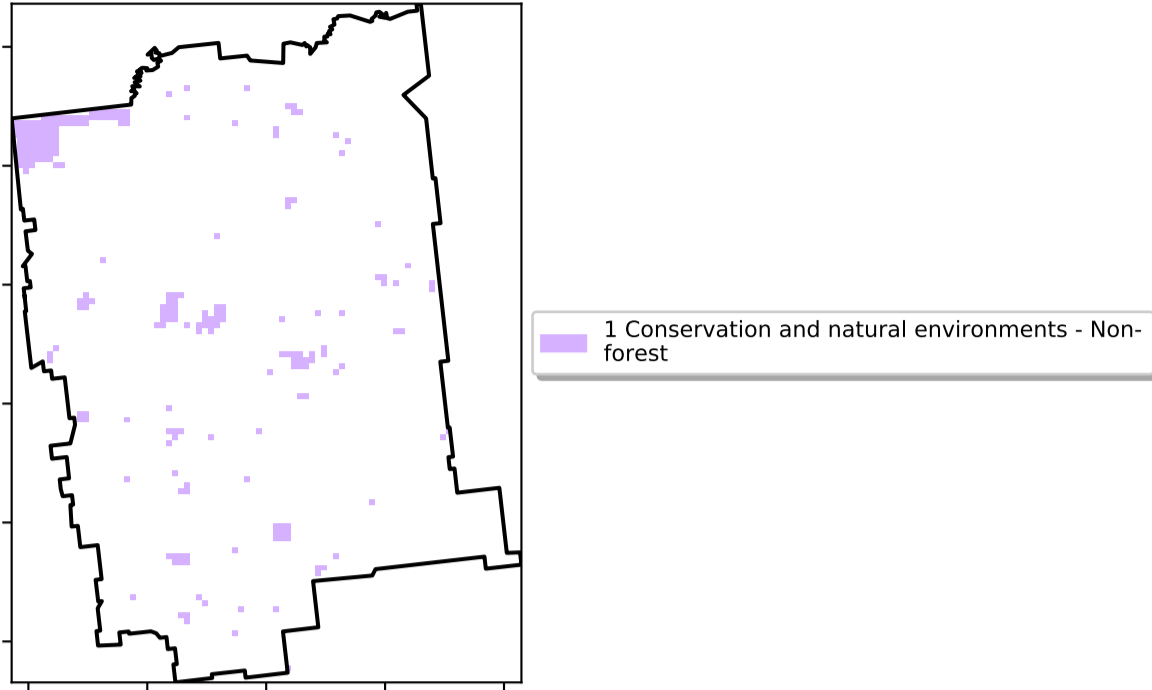 1 Conservation and natural environments - Non-
forest